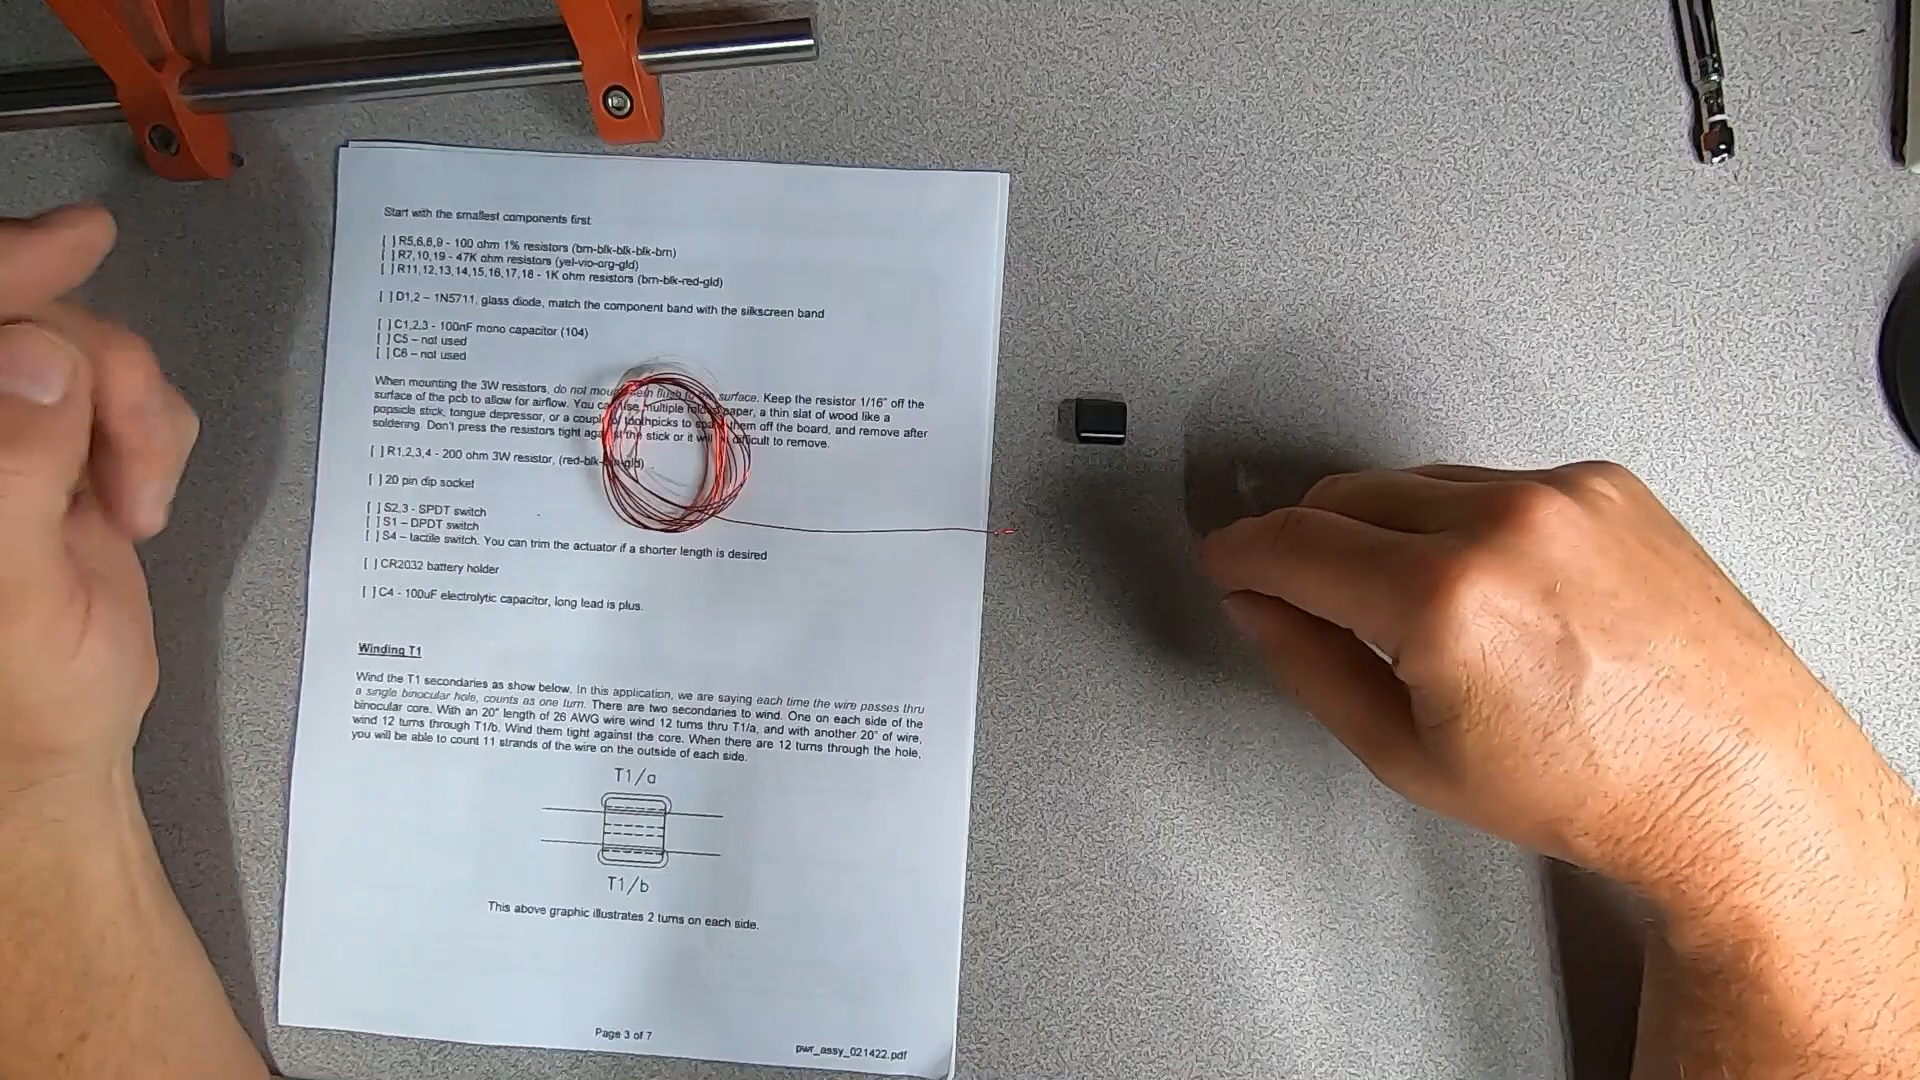 Start with the smallest components first:
[ ] R5,6,8,9 - 100 ohm 1% resistors (brn-blk-blk-blk-brn)
[ ] R7,10,19 - 47K ohm resistors (yel-vio-org-gld)
[ ] R11,12,13,14,15,16,17,18 - 1K ohm resistors (brn-blk-red-gld)
[ ] D1,2 – 1N5711, glass diode, match the component band with the silkscreen band
[ ] C1,2,3 - 100nF mono capacitor (104)
[ ] C5 – not used
[ ] C6 – not used
When mounting the 3W resistors, do not mount them flush to the surface. Keep the resistor 1/16" off the
surface of the pcb to allow for airflow. You can use multiple folds paper, a thin slat of wood like a
popsicle stick, tongue depressor, or a couple of toothpicks to space them off the board, and remove after
soldering. Don't press the resistors tight against the stick or it will be difficult to remove.
[ ] R1,2,3,4 - 200 ohm 3W resistor, (red-blk-brn-gld)
[ ] 20 pin dip socket
[ ] S2,3 - SPDT switch
[ ] S1 – DPDT switch
[ ] S4 – tactile switch. You can trim the actuator if a shorter length is desired
[ ] CR2032 battery holder
[ ] C4 - 100uF electrolytic capacitor, long lead is plus.
Winding T1
Wind the T1 secondaries as show below. In this application, we are saying each time the wire passes thru
a single binocular hole, counts as one turn. There are two secondaries to wind. One on each side of the
binocular core. With an 20" length of 26 AWG wire wind 12 turns thru T1/a, and with another 20" of wire,
wind 12 turns through T1/b. Wind them tight against the core. When there are 12 turns through the hole,
you will be able to count 11 strands of the wire on the outside of each side.
T1/a
T1/b
This above graphic illustrates 2 turns on each side.
Page 3 of 7
pwr_assy_021422.pdf